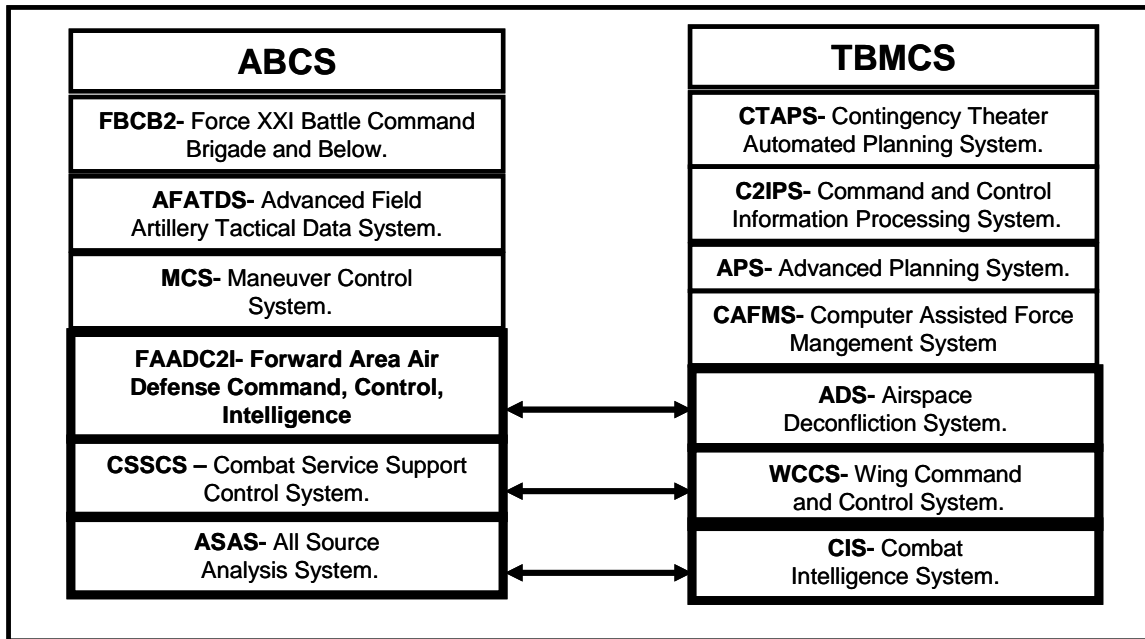 ABCS
FBCB2- Force XXI Battle Command
Brigade and Below.
AFATDS- Advanced Field
Artillery Tactical Data System.
MCS- Maneuver Control
System.
FAADC2I- Forward Area Air
Defense Command, Control,
Intelligence
CSSCS – Combat Service Support
Control System.
ASAS- All Source
Analysis System.
TBMCS
CTAPS- Contingency Theater
Automated Planning System.
C2IPS- Command and Control
Information Processing System.
APS- Advanced Planning System.
CAFMS- Computer Assisted Force
Mangement System
ADS- Airspace
Deconfliction System.
WCCS- Wing Command
and Control System.
CIS- Combat
Intelligence System.